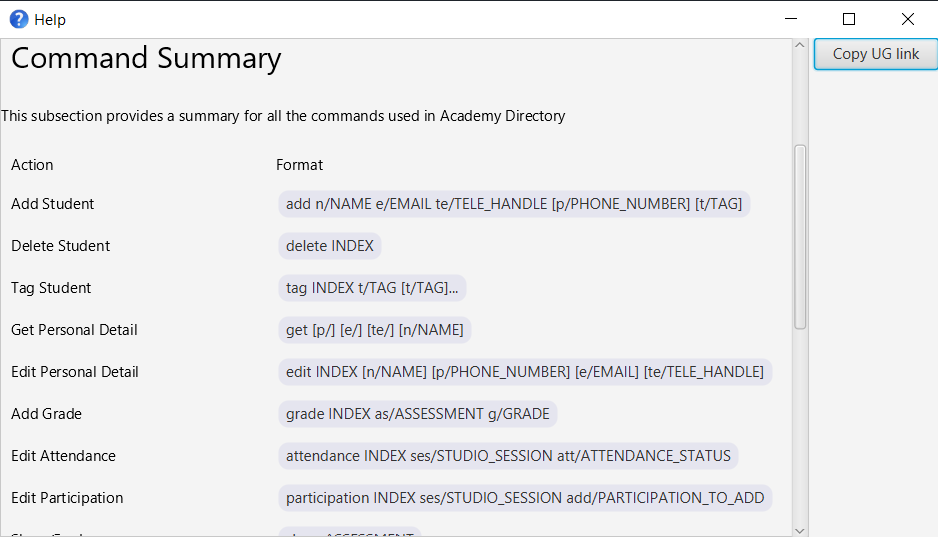 Help
Command Summary
Copy UG link
This subsection provides a summary for all the commands used in Academy Directory
Action Format
Add Student add n/NAME e/EMAIL te/TELE_HANDLE [p/PHONE_NUMBER] [t/TAG]
Delete Student delete INDEX
Tag Student tag INDEX t/TAG [t/TAG]...
Get Personal Detail get [p/] [e/] [te/] [n/NAME]
Edit Personal Detail edit INDEX [n/NAME] [p/PHONE_NUMBER] [e/EMAIL] [te/TELE_HANDLE]
Add Grade grade INDEX as/ASSESSMENT g/GRADE
Edit Attendance attendance INDEX ses/STUDIO_SESSION att/ATTENDANCE_STATUS
Edit Participation participation INDEX ses/STUDIO_SESSION add/PARTICIPATION_TO_ADD